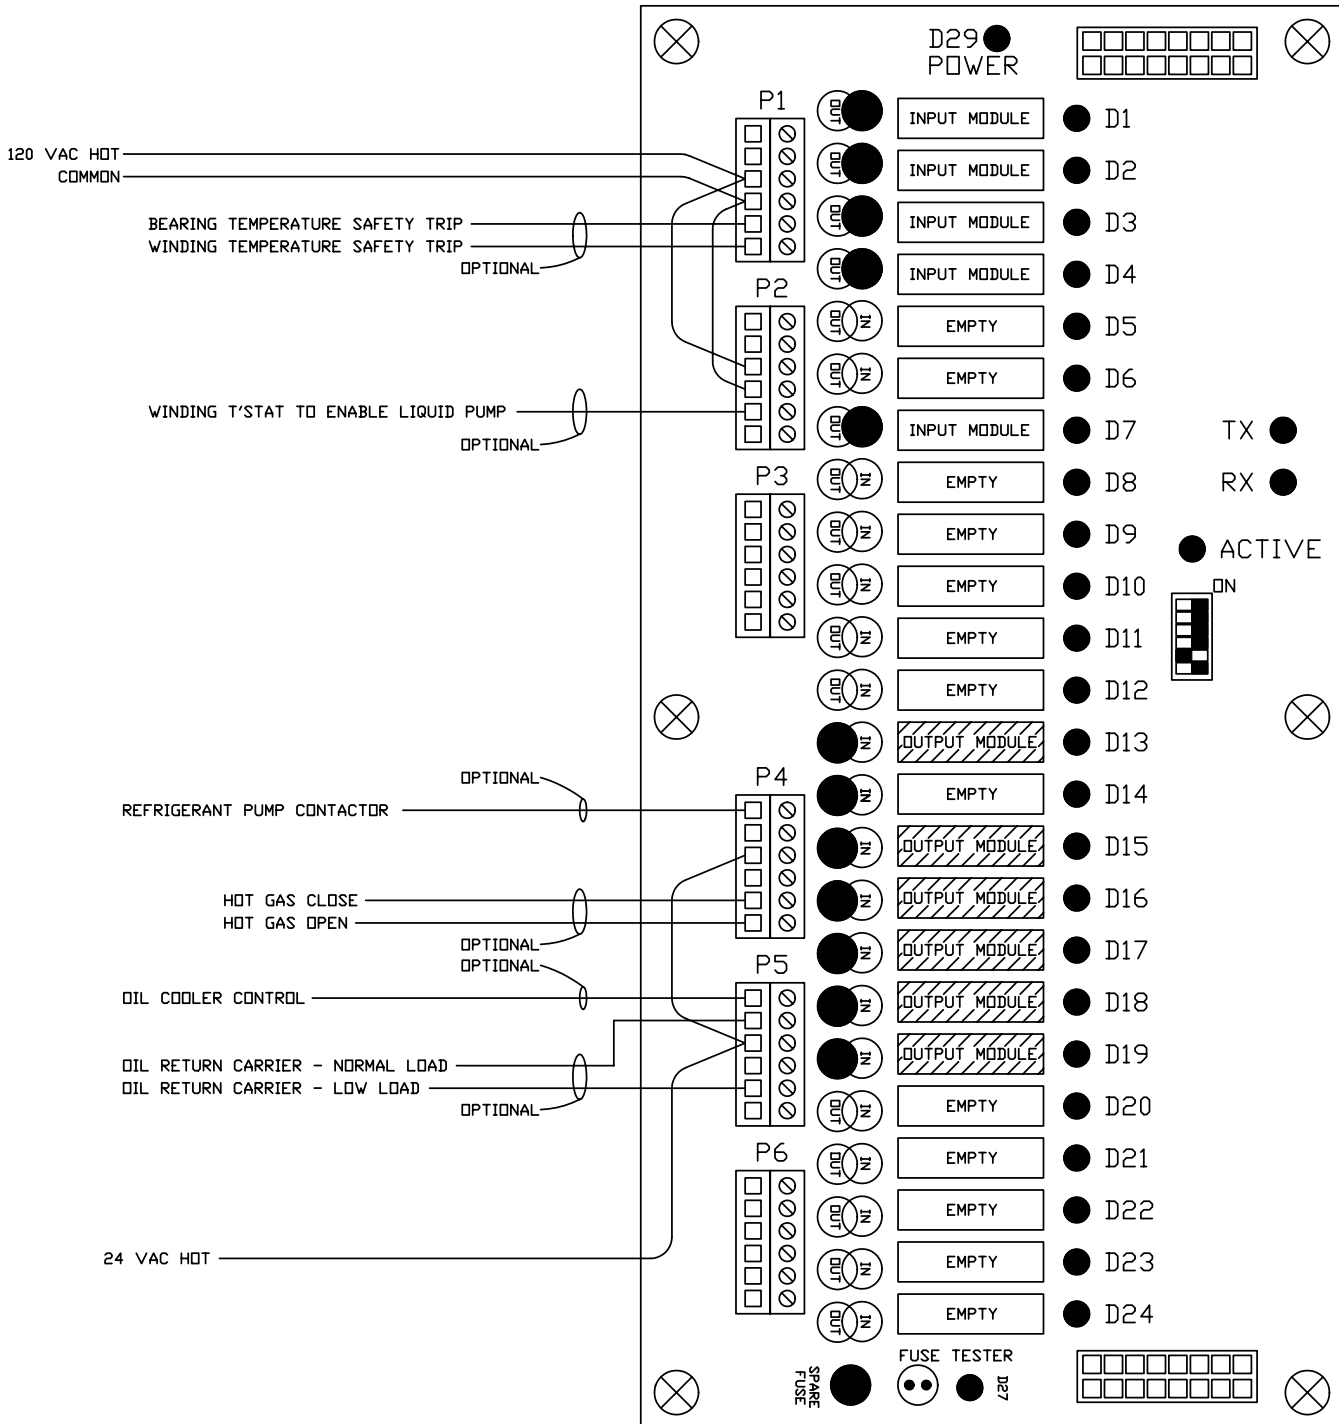 D29
POWER
P1
OUT
INPUT MODULE
D1
120 VAC HOT
COMMON
OUT
INPUT MODULE
D2
BEARING TEMPERATURE SAFETY TRIP
OUT
INPUT MODULE
D3
WINDING TEMPERATURE SAFETY TRIP
OPTIONAL
OUT
INPUT MODULE
D4
P2
OUT
IN
EMPTY
D5
OUT
IN
EMPTY
D6
WINDING T'STAT TO ENABLE LIQUID PUMP
OPTIONAL
OUT
INPUT MODULE
D7
TX
P3
OUT
IN
EMPTY
D8
RX
OUT
IN
EMPTY
D9
ACTIVE
OUT
IN
EMPTY
D10
ON
OUT
IN
EMPTY
D11
OUT
IN
EMPTY
D12
IN
OUTPUT MODULE
D13
OPTIONAL
P4
IN
EMPTY
D14
REFRIGERANT PUMP CONTACTOR
IN
OUTPUT MODULE
D15
HOT GAS CLOSE
IN
OUTPUT MODULE
D16
HOT GAS OPEN
OPTIONAL
IN
OUTPUT MODULE
D17
OPTIONAL
P5
OIL COOLER CONTROL
IN
OUTPUT MODULE
D18
OIL RETURN CARRIER - NORMAL LOAD
IN
OUTPUT MODULE
D19
OIL RETURN CARRIER - LOW LOAD
OPTIONAL
OUT
IN
EMPTY
D20
P6
OUT
IN
EMPTY
D21
OUT
IN
EMPTY
D22
24 VAC HOT
OUT
IN
EMPTY
D23
OUT
IN
EMPTY
D24
SPARE
FUSE
FUSE TESTER
D27